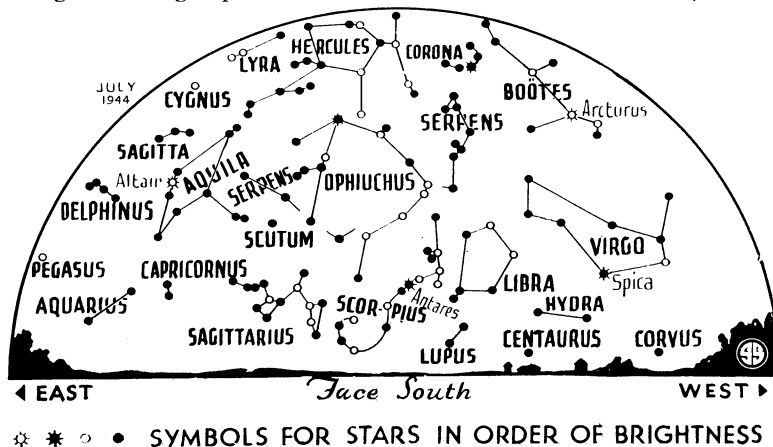 HERCULES
CORONA
LYRA
JULY
1944
CYGNUS
BOÖTES
Arcturus
SERPENS
SAGITTA
Altair
AQUILA
SERPENS
OPHIUCHUS
DELPHINUS
SCUTUM
VIRGO
PEGASUS
CAPRICORNUS
LIBRA
Spica
AQUARIUS
SCOR-PIUS
Antares
HYDRA
SAGITTARIUS
LUPUS
CENTAURUS
CORVUS
EAST
Face South
WEST
SYMBOLS FOR STARS IN ORDER OF BRIGHTNESS